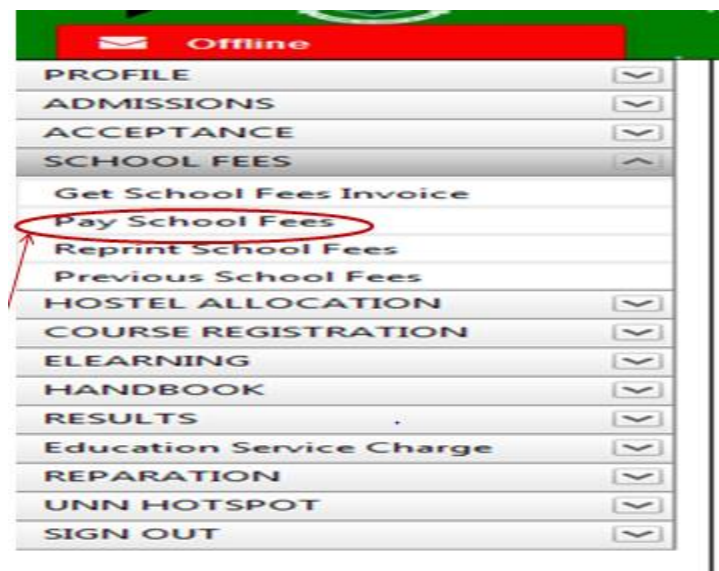 Offline
PROFILE
ADMISSIONS
ACCEPTANCE
SCHOOL FEES
Get School Fees Invoice
Pay School Fees
Reprint School Fees
Previous School Fees
HOSTEL ALLOCATION
COURSE REGISTRATION
ELEARNING
HANDBOOK
RESULTS
Education Service Charge
REPARATION
UNN HOTSPOT
SIGN OUT